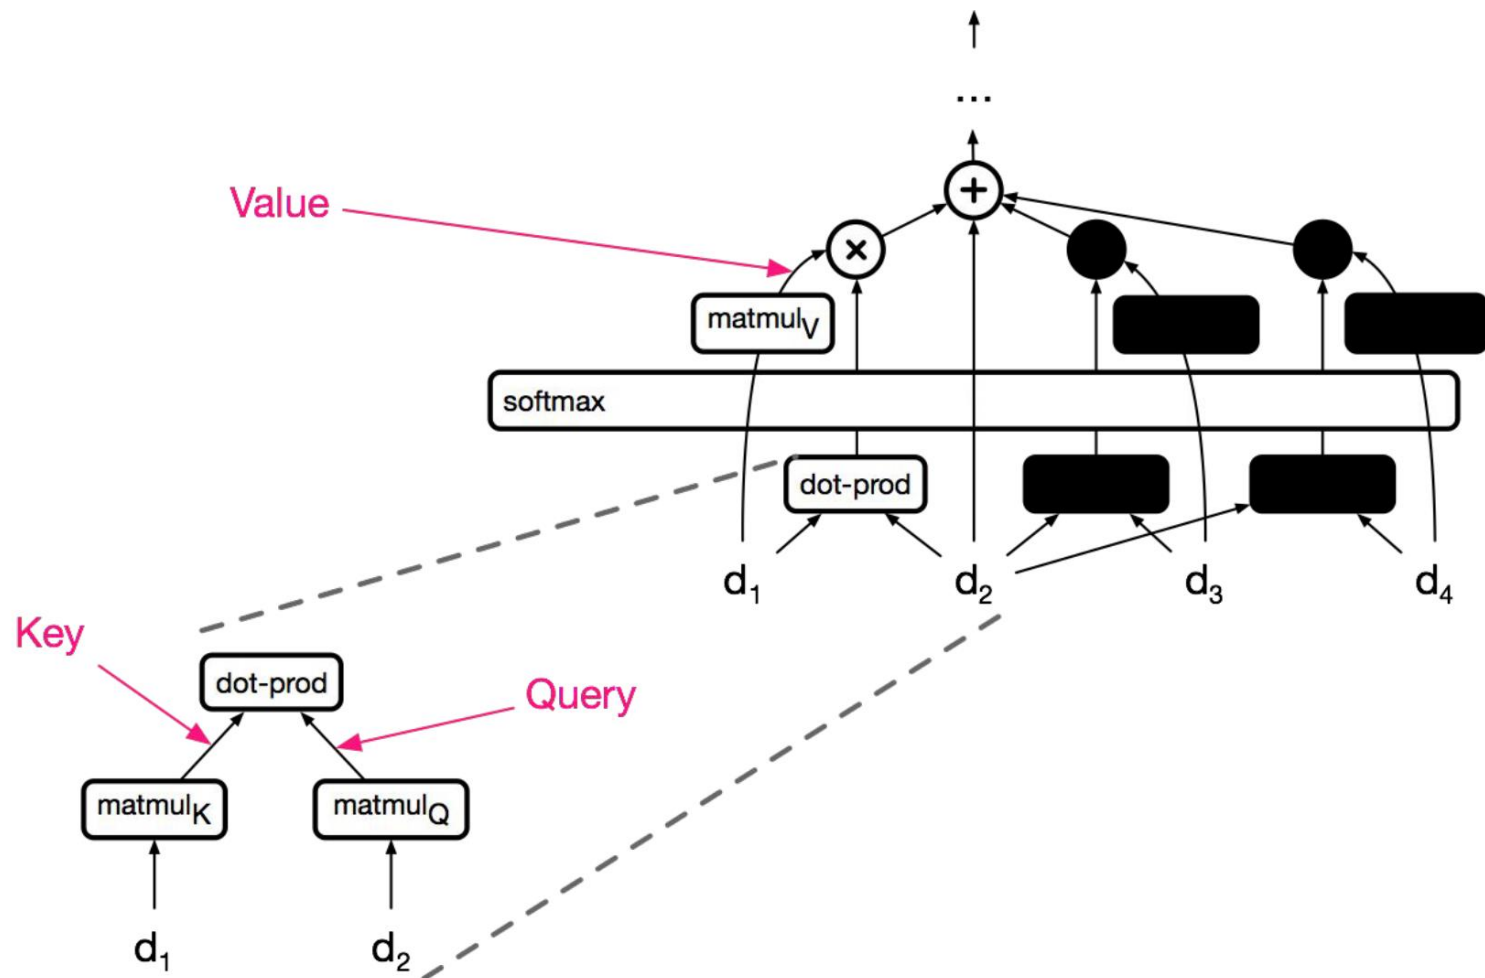 ...
+
Value
×
matmulV
softmax
dot-prod
d1 d2 d3 d4
Key
dot-prod
Query
matmulK matmulQ
d1 d2